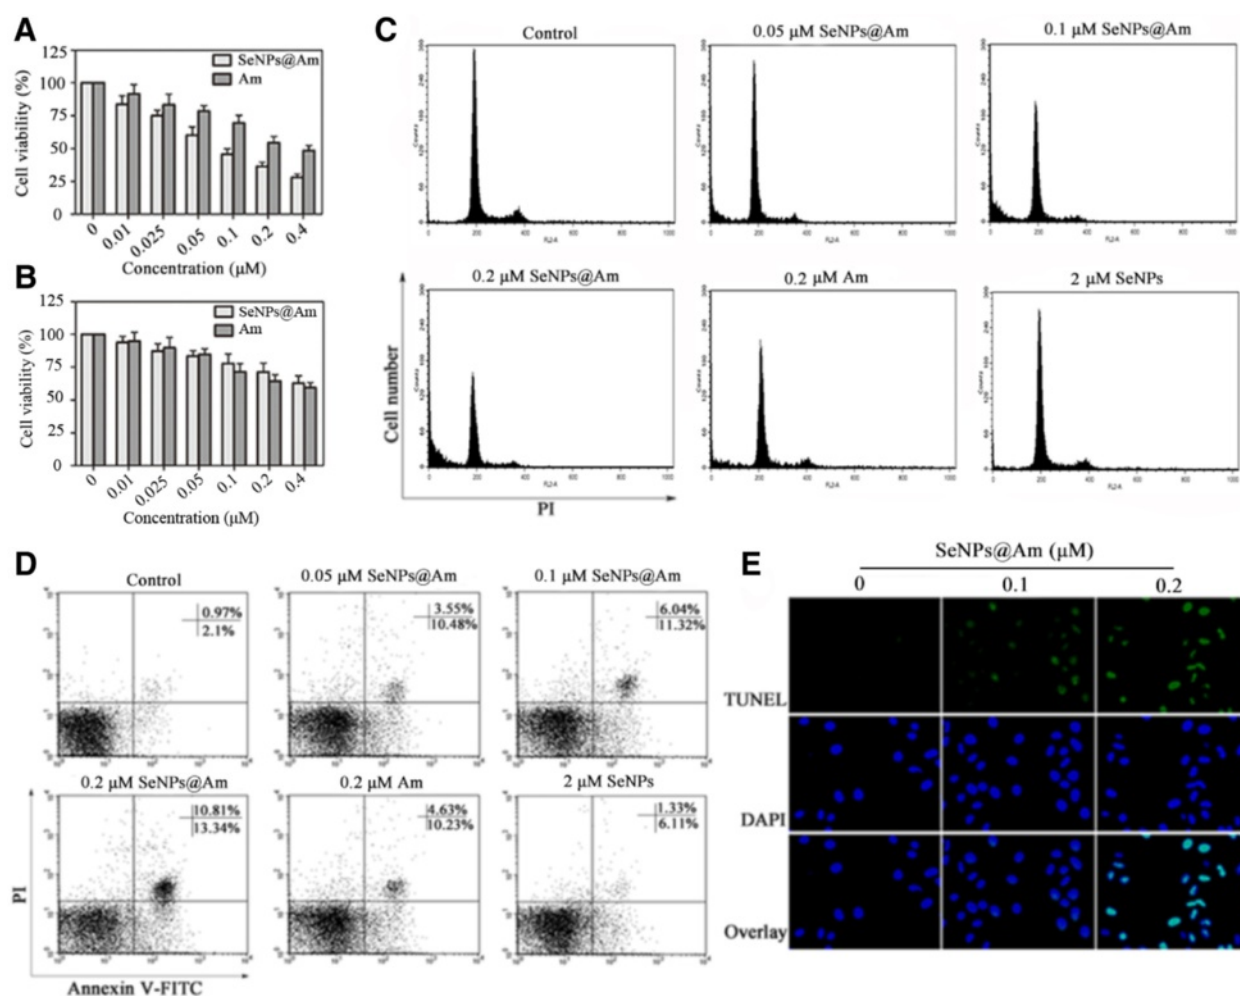 A
125
100
75
50
25
0
SeNPs@Am
Am
Cell viability (%)
0
0.01
0.025
0.05
0.1
0.2
0.4
Concentration (μM)
B
125
100
75
50
25
0
SeNPs@Am
Am
Cell viability (%)
0
0.01
0.025
0.05
0.1
0.2
0.4
Concentration (μM)
C
Control
0.05 μM SeNPs@Am
0.1 μM SeNPs@Am
0.2 μM SeNPs@Am
0.2 μM Am
2 μM SeNPs
Cell number
PI
D
Control
0.97%
2.1%
0.05 μM SeNPs@Am
3.55%
10.48%
0.1 μM SeNPs@Am
6.04%
11.32%
0.2 μM SeNPs@Am
10.81%
13.34%
0.2 μM Am
4.63%
10.23%
2 μM SeNPs
1.33%
6.11%
PI
Annexin V-FITC
E
SeNPs@Am (μM)
0 0.1 0.2
TUNEL
DAPI
Overlay